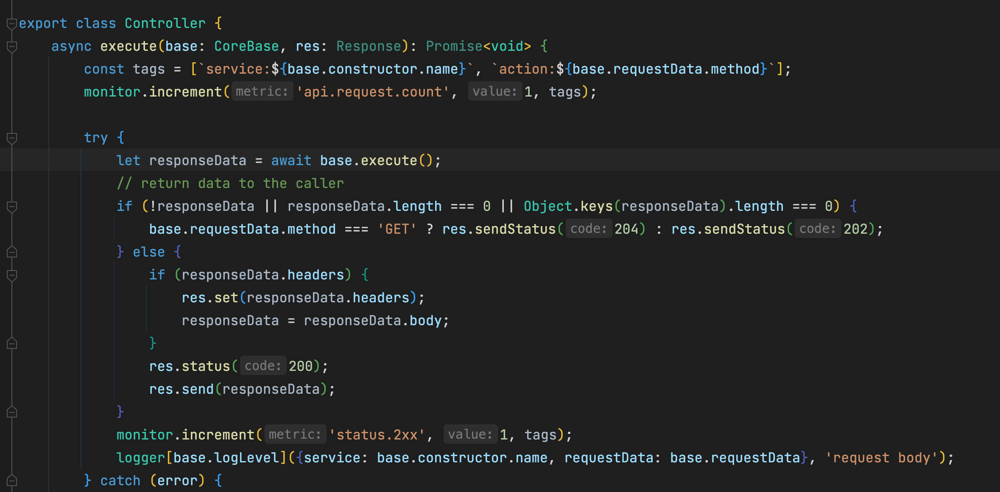 export class Controller {
    async execute(base: CoreBase, res: Response): Promise<void> {
        const tags = [`service:${base.constructor.name}`, `action:${base.requestData.method}`];
        monitor.increment( metric: 'api.request.count', value: 1, tags);

        try {
            let responseData = await base.execute();
            // return data to the caller
            if (!responseData || responseData.length === 0 || Object.keys(responseData).length === 0) {
                base.requestData.method === 'GET' ? res.sendStatus( code: 204) : res.sendStatus( code: 202);
            } else {
                if (responseData.headers) {
                    res.set(responseData.headers);
                    responseData = responseData.body;
                }
                res.status( code: 200);
                res.send(responseData);
            }
            monitor.increment( metric: 'status.2xx', value: 1, tags);
            logger[base.logLevel]({service: base.constructor.name, requestData: base.requestData}, 'request body');
        } catch (error) {